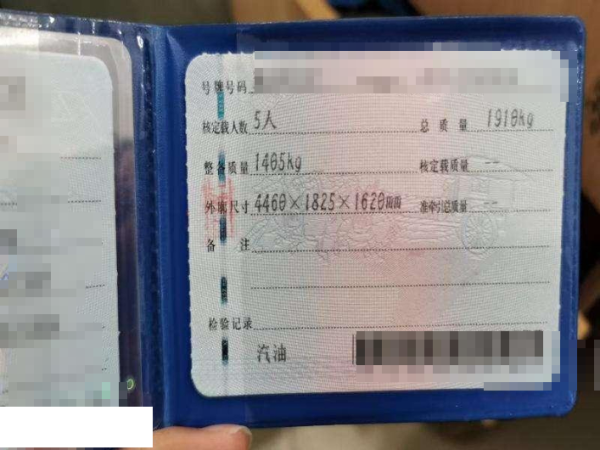 号牌号码
核定载人数 5人 总质量 1910kg
整备质量 1405kg 核定载质量 --
外廓尺寸 4460×1825×1620mm 准牵引总质量 --
备注
检验记录
汽油